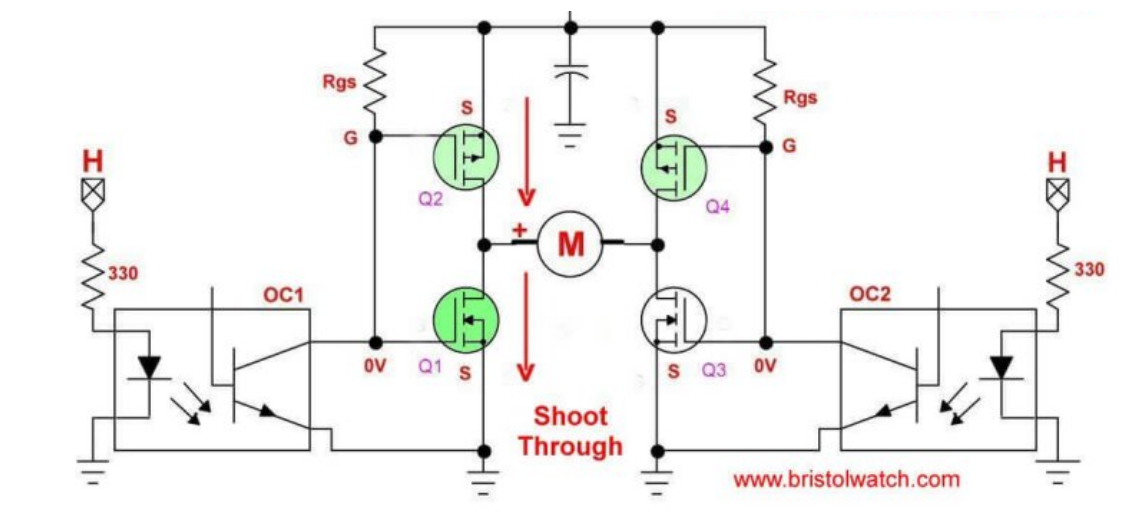 Rgs
Rgs
S
S
G
G
H
H
Q2
Q4
+
M
330
330
OC1
OC2
0V
Q1
S
S
Q3
0V
Shoot
Through
www.bristolwatch.com